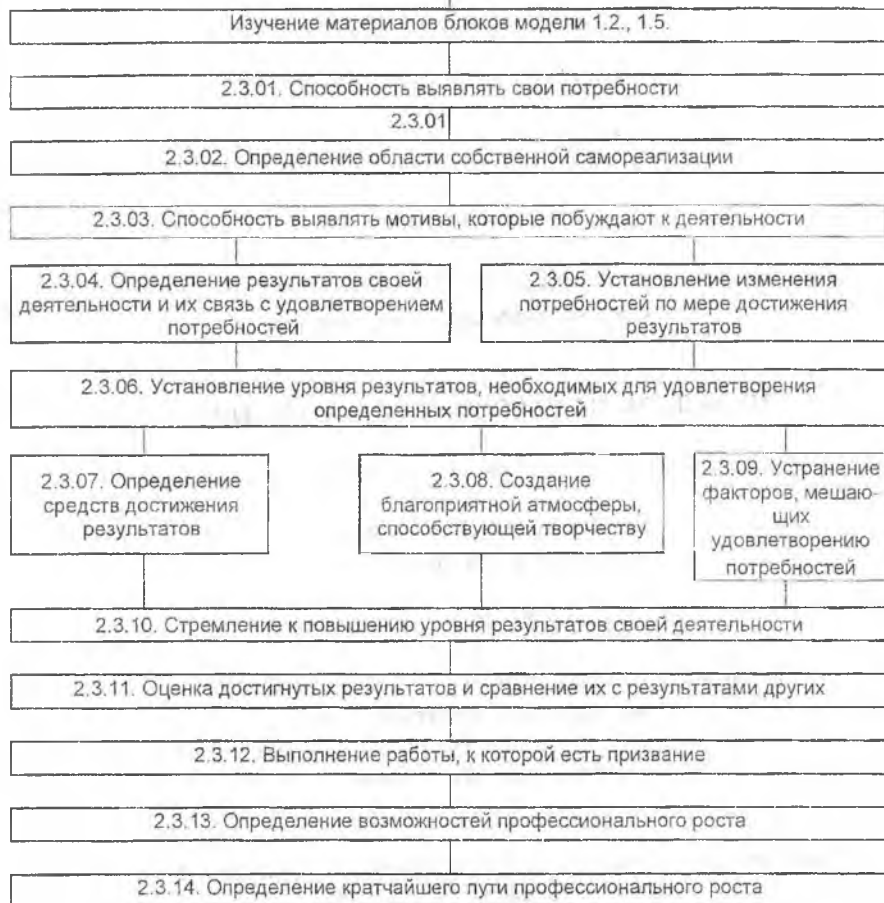 Изучение материалов блоков модели 1.2., 1.5.
2.3.01. Способность выявлять свои потребности
2.3.01
2.3.02. Определение области собственной самореализации
2.3.03. Способность выявлять мотивы, которые побуждают к деятельности
2.3.04. Определение результатов своей
деятельности и их связь с удовлетворением
потребностей
2.3.05. Установление изменения
потребностей по мере достижения
результатов
2.3.06. Установление уровня результатов, необходимых для удовлетворения
определенных потребностей
2.3.07. Определение
средств достижения
результатов
2.3.08. Создание
благоприятной атмосферы,
способствующей творчеству
2.3.09. Устранение
факторов, мешаю-
щих
удовлетворению
потребностей
2.3.10. Стремление к повышению уровня результатов своей деятельности
2.3.11. Оценка достигнутых результатов и сравнение их с результатами других
2.3.12. Выполнение работы, к которой есть призвание
2.3.13. Определение возможностей профессионального роста
2.3.14. Определение кратчайшего пути профессионального роста